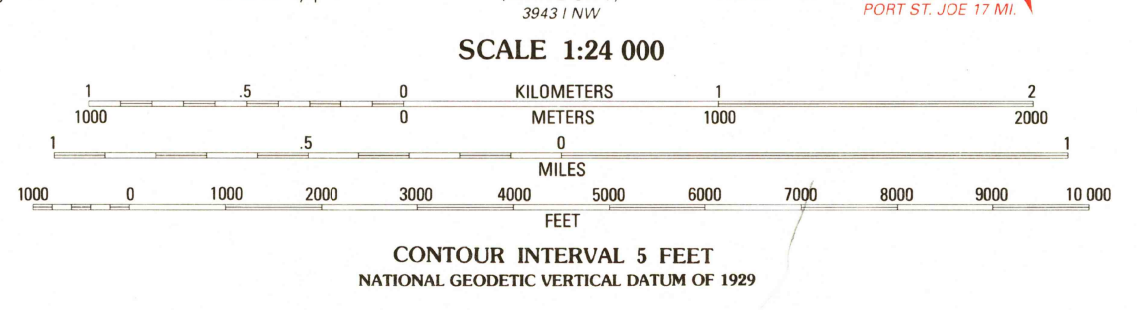 3943 I NW
PORT ST. JOE 17 MI.
SCALE 1:24 000
1 .5 0 KILOMETERS 1 2
1000 0 METERS 1000 2000
1 .5 0 1
MILES
1000 0 1000 2000 3000 4000 5000 6000 7000 8000 9000 10 000
FEET
CONTOUR INTERVAL 5 FEET
NATIONAL GEODETIC VERTICAL DATUM OF 1929